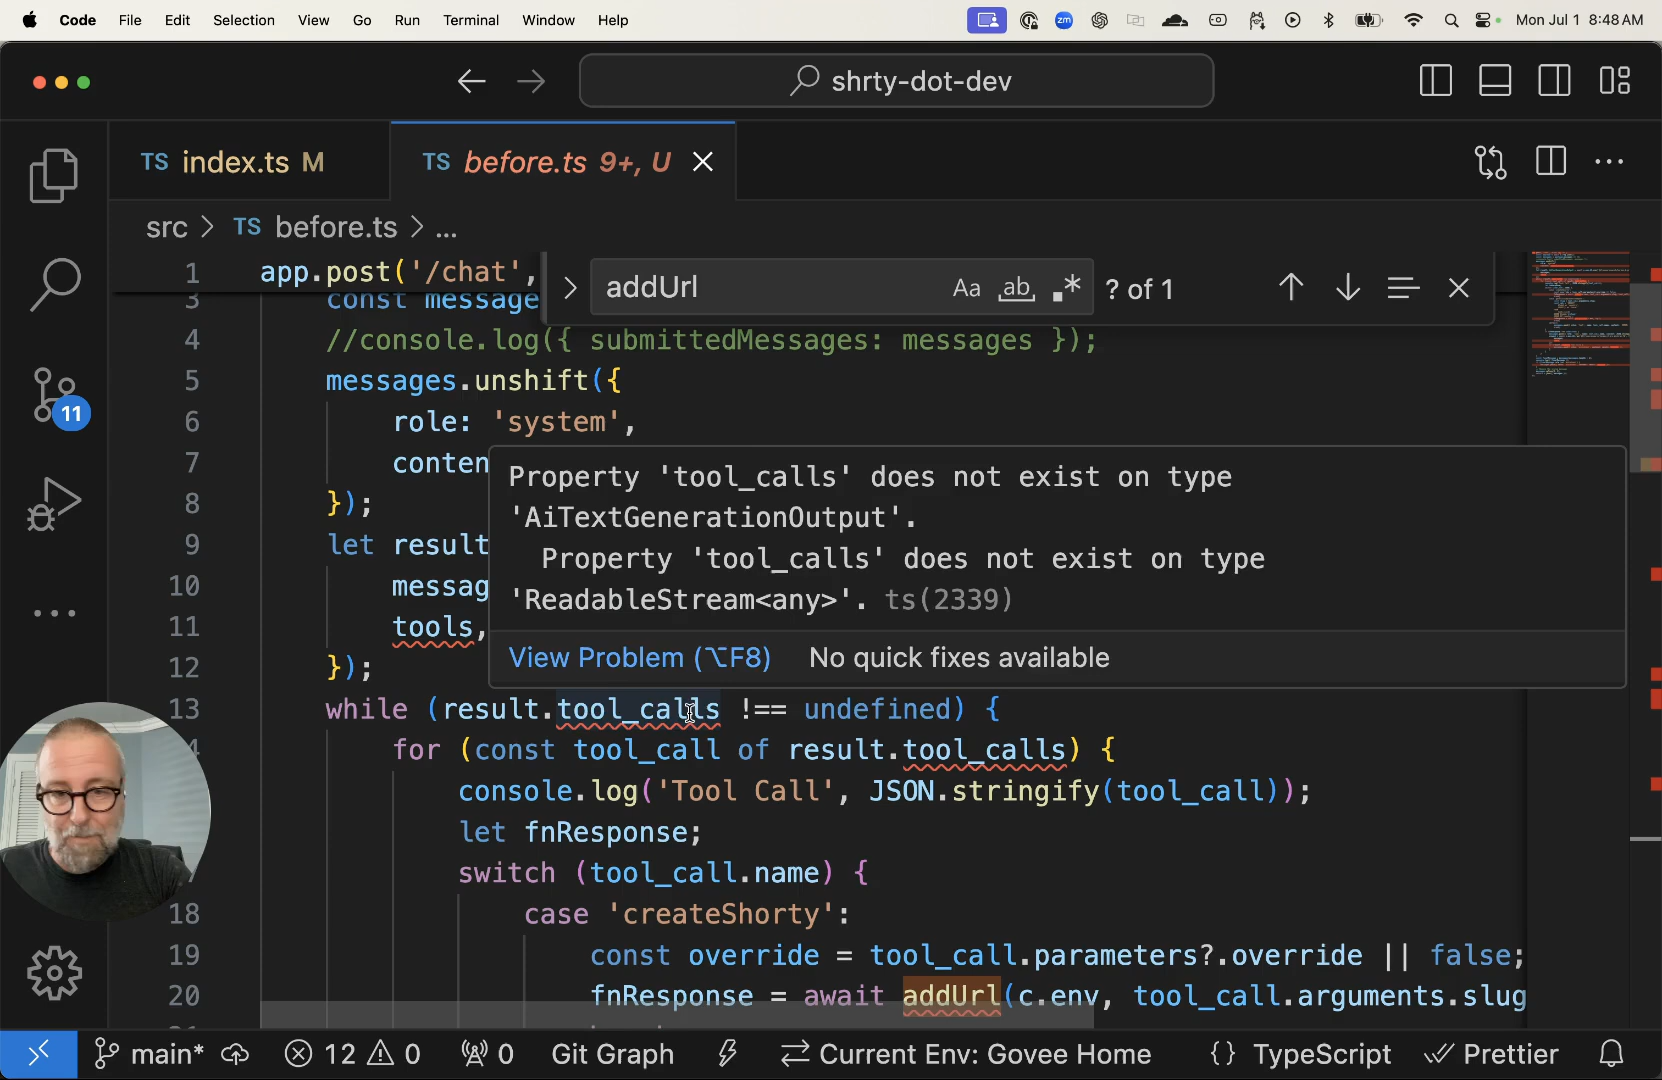 Code File Edit Selection View Go Run Terminal Window Help zm Mon Jul 1 8:48 AM
shrty-dot-dev
TS index.ts M TS before.ts 9+, U
src > TS before.ts > ...
1 app.post('/chat',
addUrl Aa ab .* ? of 1
3 const message
4 //console.log({ submittedMessages: messages });
5 messages.unshift({
6 role: 'system',
7 conten
Property 'tool_calls' does not exist on type
'AiTextGenerationOutput'.
Property 'tool_calls' does not exist on type
'ReadableStream<any>'. ts(2339)
View Problem (⌥F8) No quick fixes available
8 });
9 let result
10 messag
11 tools,
12 });
13 while (result.tool_calls !== undefined) {
for (const tool_call of result.tool_calls) {
console.log('Tool Call', JSON.stringify(tool_call));
let fnResponse;
switch (tool_call.name) {
18 case 'createShorty':
19 const override = tool_call.parameters?.override || false;
20 fnResponse = await addUrl(c.env, tool_call.arguments.slug
11
main* 12 0 0 Git Graph Current Env: Govee Home {} TypeScript Prettier